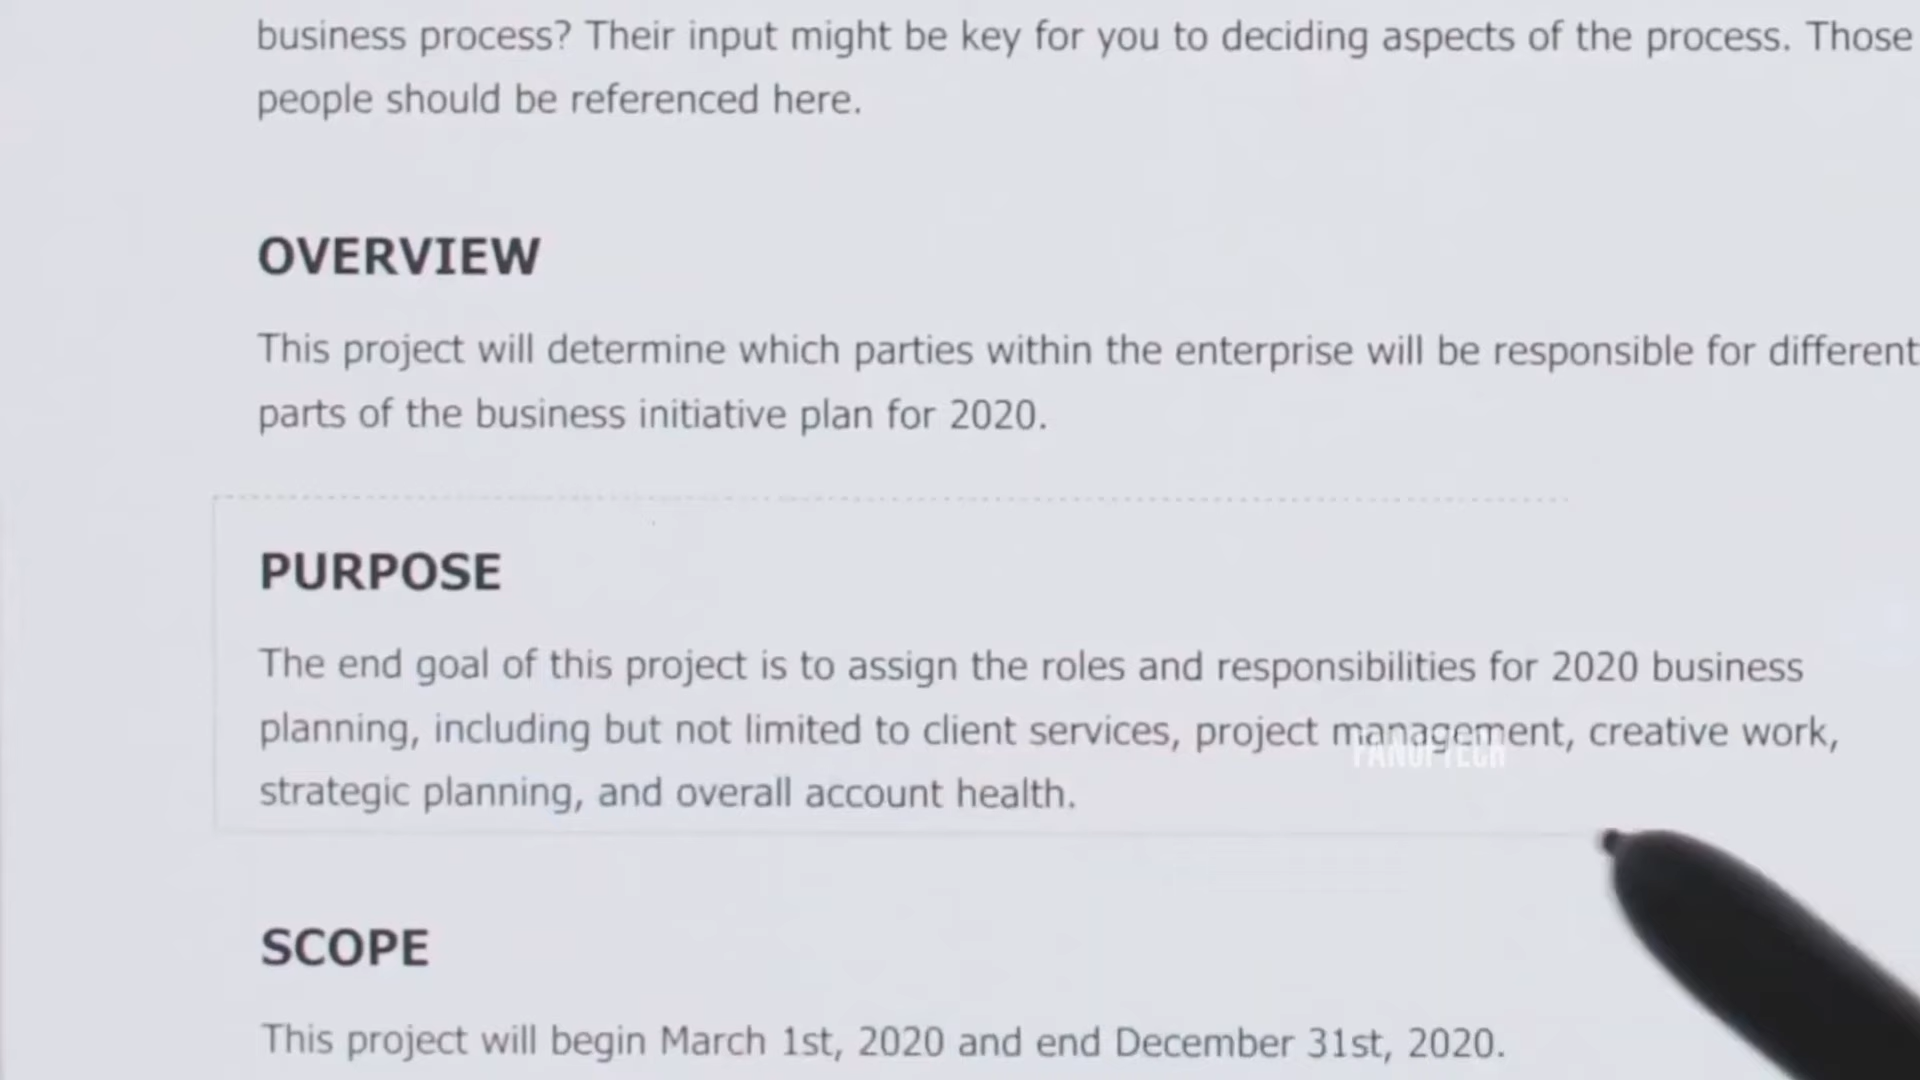 business process? Their input might be key for you to deciding aspects of the process. Those
people should be referenced here.
OVERVIEW
This project will determine which parties within the enterprise will be responsible for different
parts of the business initiative plan for 2020.
PURPOSE
The end goal of this project is to assign the roles and responsibilities for 2020 business
planning, including but not limited to client services, project management, creative work,
strategic planning, and overall account health.
SCOPE
This project will begin March 1st, 2020 and end December 31st, 2020.